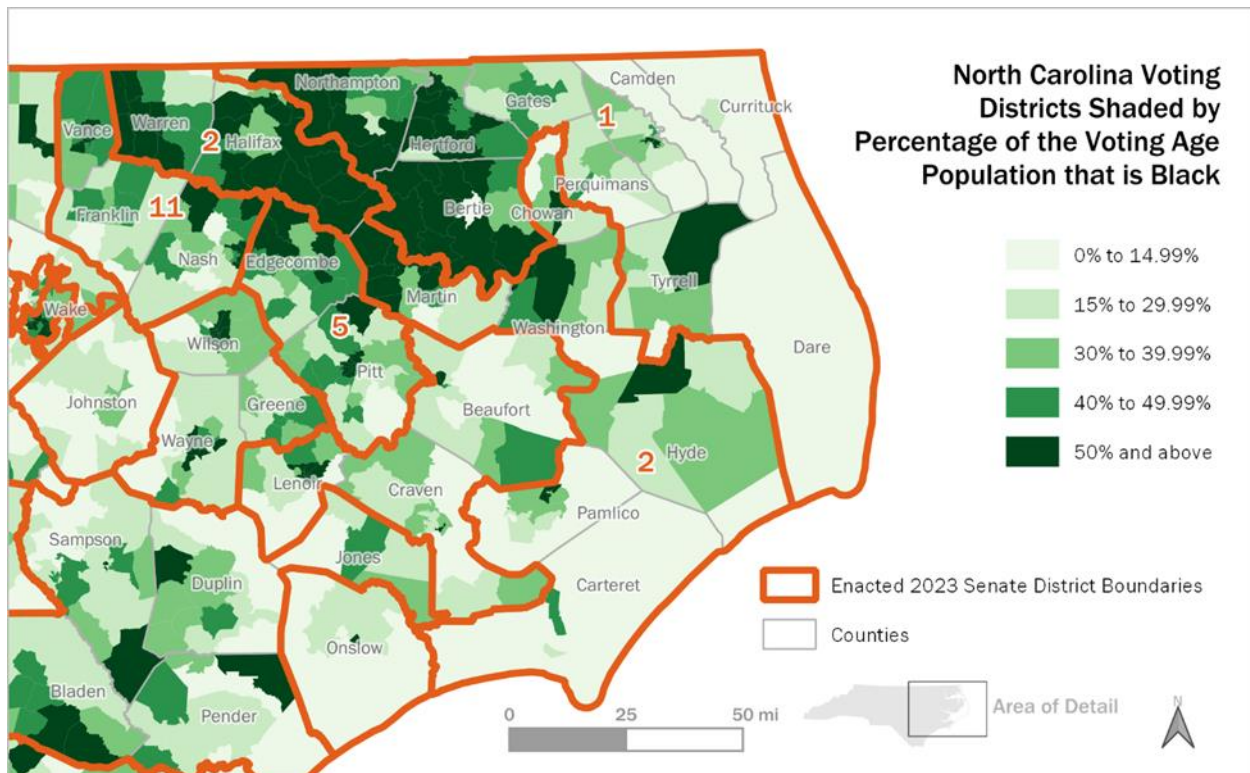 North Carolina Voting
Districts Shaded by
Percentage of the Voting Age
Population that is Black
0% to 14.99%
15% to 29.99%
30% to 39.99%
40% to 49.99%
50% and above
Enacted 2023 Senate District Boundaries
Counties
0 25 50 mi
Area of Detail
N
Camden
Northampton
Currituck
Gates
1
Vance
Warren
2
Halifax
Hertford
Perquimans
Franklin
11
Bertie
Chowan
Nash
Edgecombe
Tyrrell
Martin
Wake
Washington
5
Wilson
Dare
Pitt
Johnston
Greene
Beaufort
Wayne
2
Hyde
Lenoir
Craven
Pamlico
Sampson
Jones
Duplin
Carteret
Onslow
Bladen
Pender